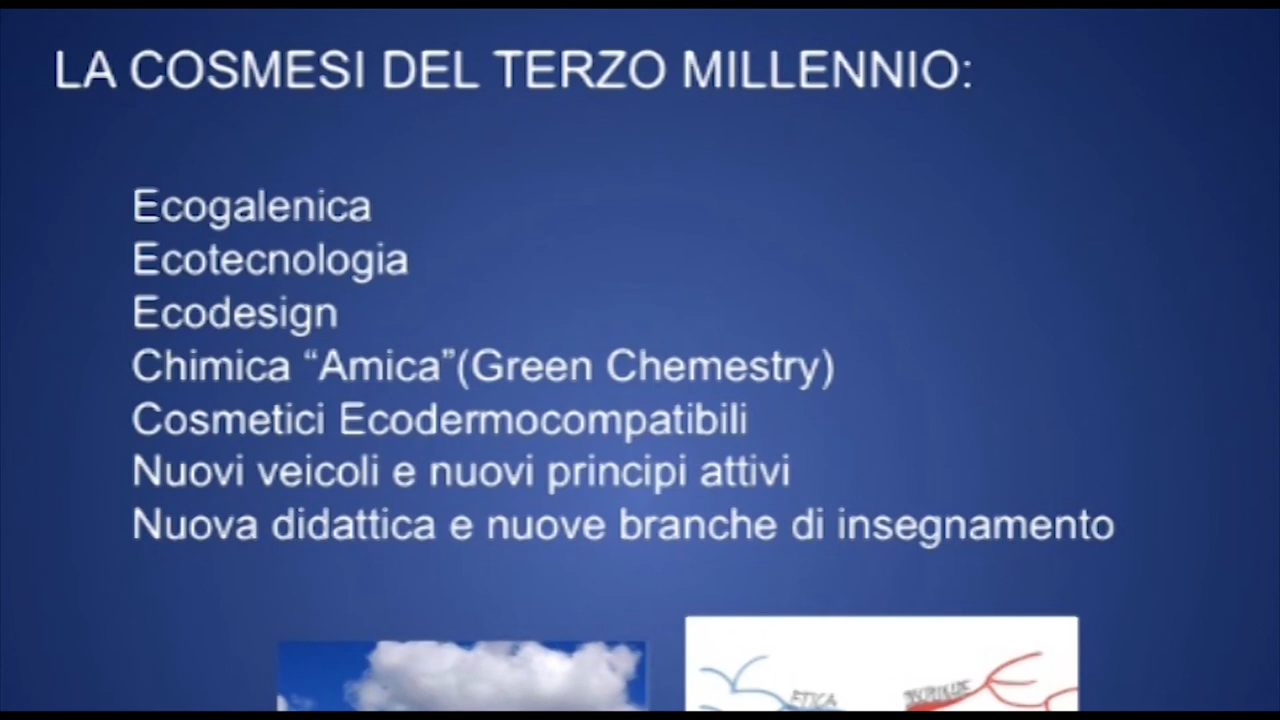 LA COSMESI DEL TERZO MILLENNIO:
Ecogalenica
Ecotecnologia
Ecodesign
Chimica “Amica”(Green Chemestry)
Cosmetici Ecodermocompatibili
Nuovi veicoli e nuovi principi attivi
Nuova didattica e nuove branche di insegnamento
ETICA